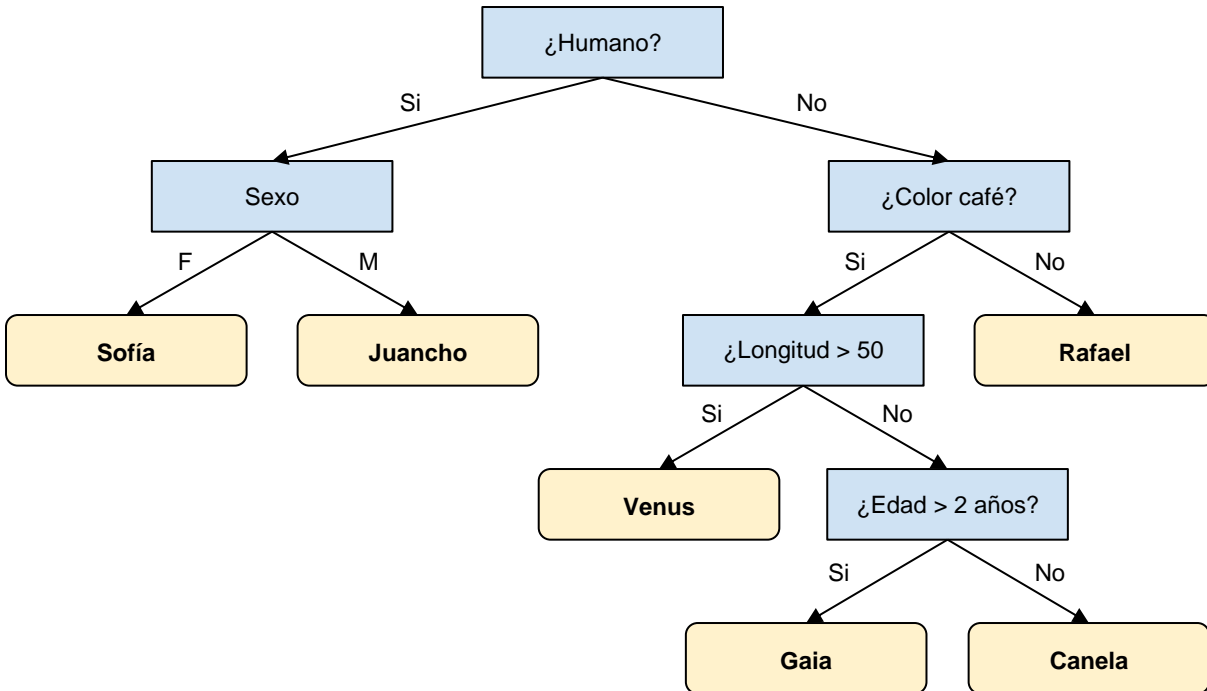 ¿Humano?
Si
No
Sexo
¿Color café?
F
M
Si
No
Sofía
Juancho
¿Longitud > 50
Rafael
Si
No
Venus
¿Edad > 2 años?
Si
No
Gaia
Canela